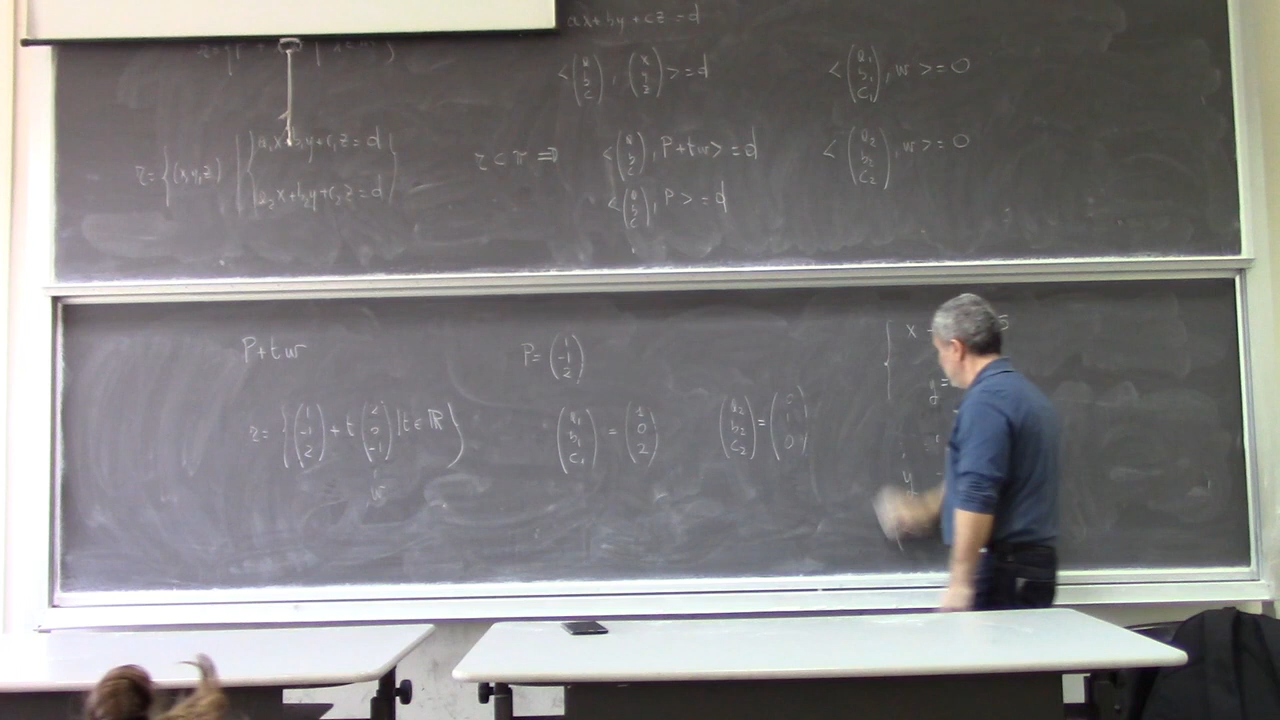 ax+by+cz=d
<(a b c), (x y z)>=d
<(a₁ b₁ c₁), w>=0
r={(x,y,z) | {a₁x+b₁y+c₁z=d
a₂x+b₂y+c₂z=d}
r⊂π ⇒ <(a b c), P+tw>=d
<(a₂ b₂ c₂), w>=0
<(a b c), P>=d
P+tw
P=(1 -1 2)
r={(1 -1 2)+t(2 0 -1)|t∈ℝ}
w
(a₁ b₁ c₁)=(1 0 2)
(a₂ b₂ c₂)=(0 1 0)
{x
5
y=
y